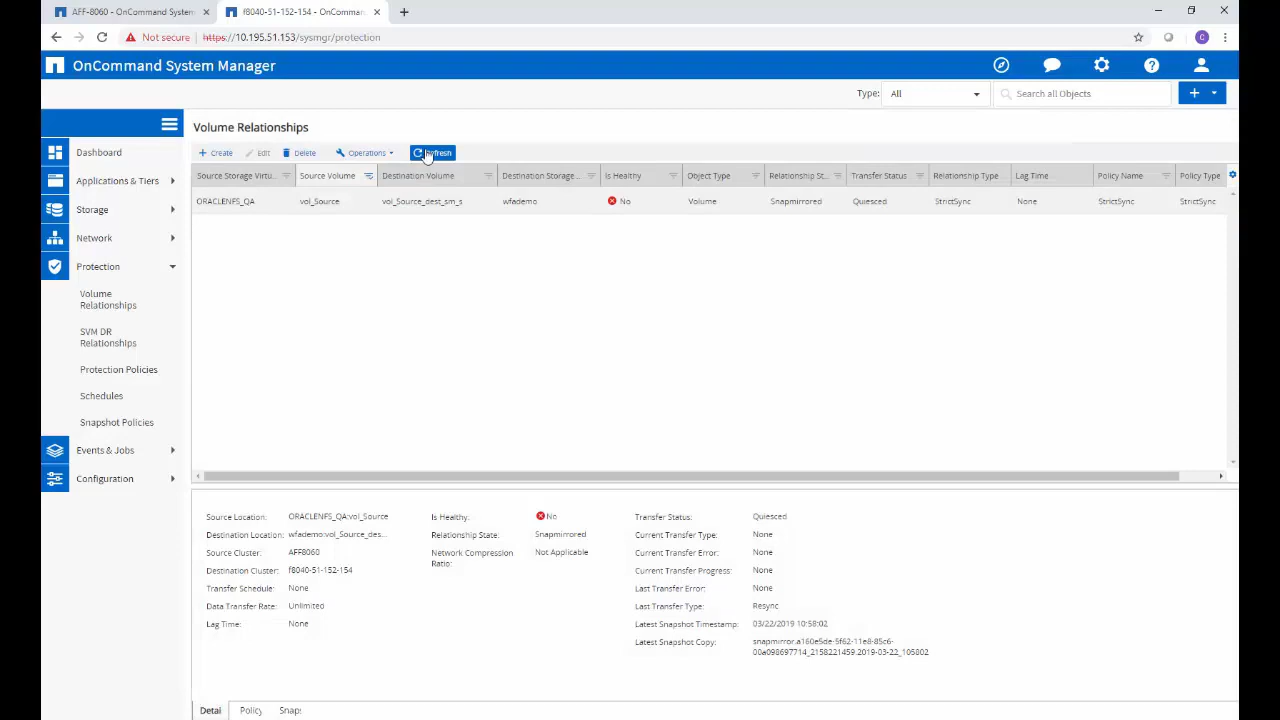 AFF-8060 - OnCommand System
f8040-51-152-154 - OnComman
Not secure
https://10.195.51.153/sysmgr/protection
C
OnCommand System Manager
Type:
All
Search all Objects
Volume Relationships
Create
Edit
Delete
Operations
Refresh
Source Storage Virtu...
Source Volume
Destination Volume
Destination Storage...
Is Healthy
Object Type
Relationship St...
Transfer Status
Relationship Type
Lag Time
Policy Name
Policy Type
ORACLENFS_QA
vol_Source
vol_Source_dest_sm_s
wfademo
No
Volume
Snapmirrored
Quiesced
StrictSync
None
StrictSync
StrictSync
Dashboard
Applications & Tiers
Storage
Network
Protection
Volume
Relationships
SVM DR
Relationships
Protection Policies
Schedules
Snapshot Policies
Events & Jobs
Configuration
Source Location:
ORACLENFS_QA:vol_Source
Destination Location:
wfademo:vol_Source_des...
Source Cluster:
AFF8060
Destination Cluster:
f8040-51-152-154
Transfer Schedule:
None
Data Transfer Rate:
Unlimited
Lag Time:
None
Is Healthy:
No
Relationship State:
Snapmirrored
Network Compression
Ratio:
Not Applicable
Transfer Status:
Quiesced
Current Transfer Type:
None
Current Transfer Error:
None
Current Transfer Progress:
None
Last Transfer Error:
None
Last Transfer Type:
Resync
Latest Snapshot Timestamp:
03/22/2019 10:58:02
Latest Snapshot Copy:
snapmirror.a160e5de-5f62-11e8-85c6-
00a098697714_2158221459.2019-03-22_105802
Detai
Policy
Snap: